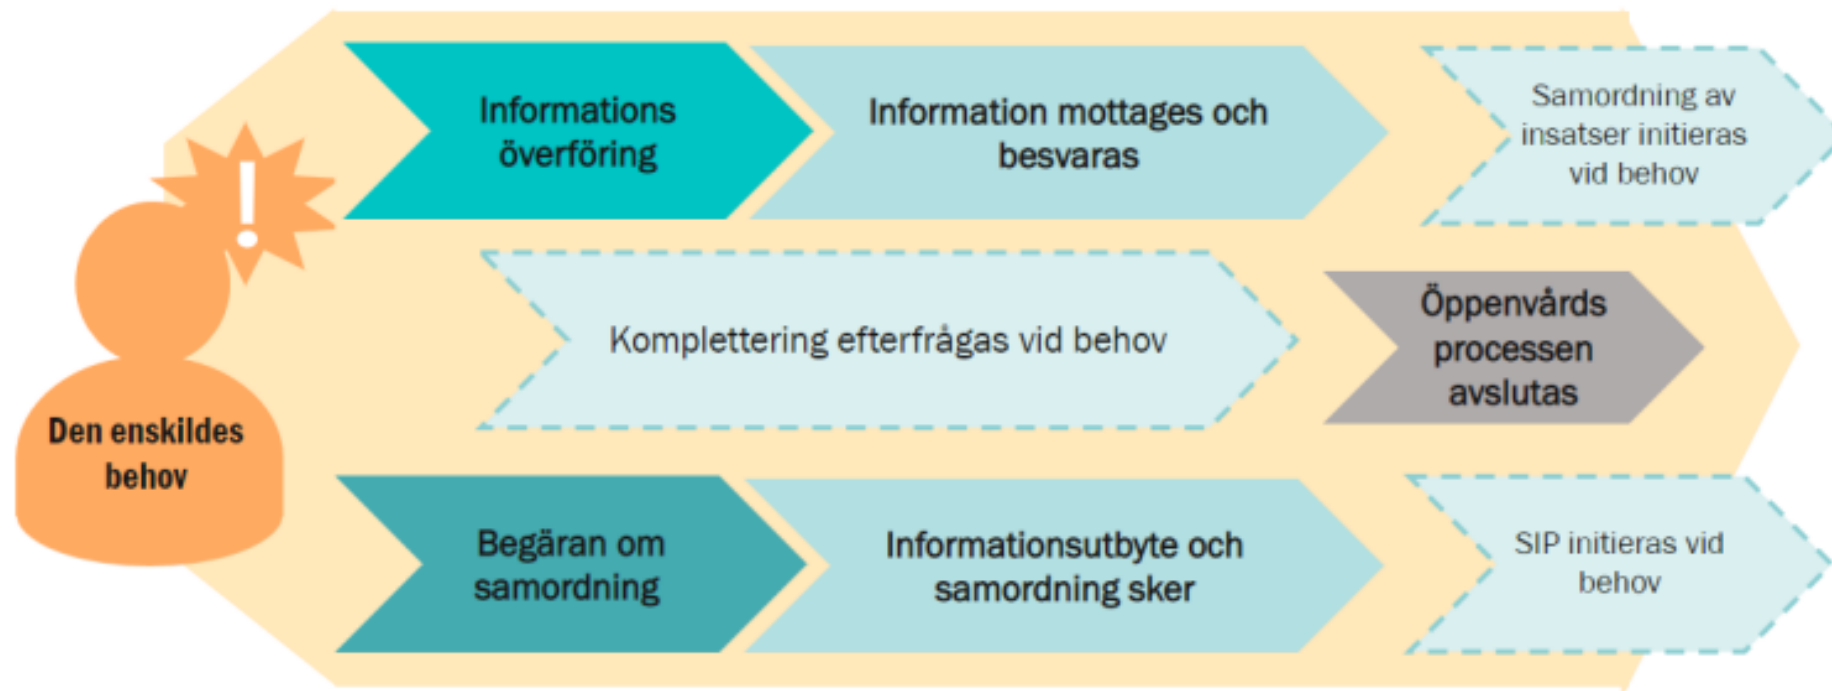 Informations
överföring
Information mottages och
besvaras
Samordning av
insatser initieras
vid behov
!
Den enskildes
behov
Komplettering efterfrågas vid behov
Öppenvårds
processen
avslutas
Begäran om
samordning
Informationsutbyte och
samordning sker
SIP initieras vid
behov